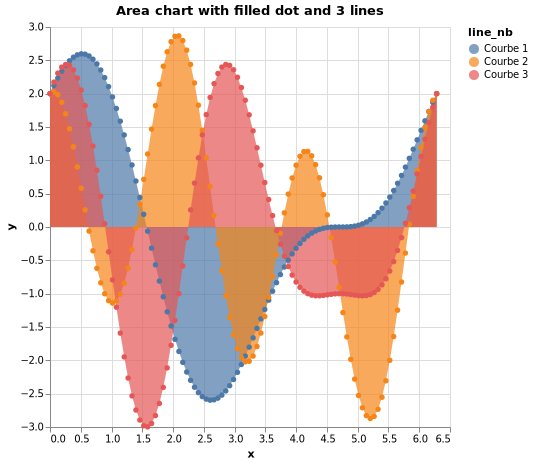 Area chart with filled dot and 3 lines
line_nb
Courbe 1
Courbe 2
Courbe 3
3.0
2.5
2.0
1.5
1.0
0.5
0.0
−0.5
−1.0
−1.5
−2.0
−2.5
−3.0
y
0.0 0.5 1.0 1.5 2.0 2.5 3.0 3.5 4.0 4.5 5.0 5.5 6.0 6.5
x